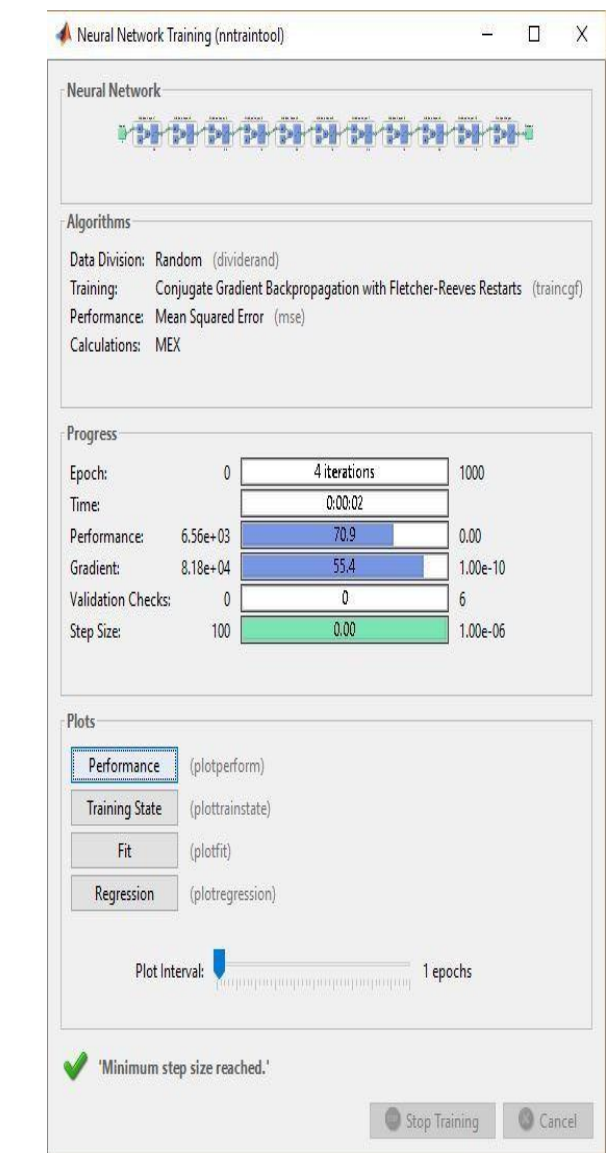 Neural Network Training (nntraintool)
Neural Network
Algorithms
Data Division: Random (dividerand)
Training: Conjugate Gradient Backpropagation with Fletcher-Reeves Restarts (traincgf)
Performance: Mean Squared Error (mse)
Calculations: MEX
Progress
Epoch: 0 4 iterations 1000
Time: 0:00:02
Performance: 6.56e+03 70.9 0.00
Gradient: 8.18e+04 55.4 1.00e-10
Validation Checks: 0 0 6
Step Size: 100 0.00 1.00e-06
Plots
Performance (plotperform)
Training State (plottrainstate)
Fit (plotfit)
Regression (plotregression)
Plot Interval: 1 epochs
'Minimum step size reached.'
Stop Training Cancel